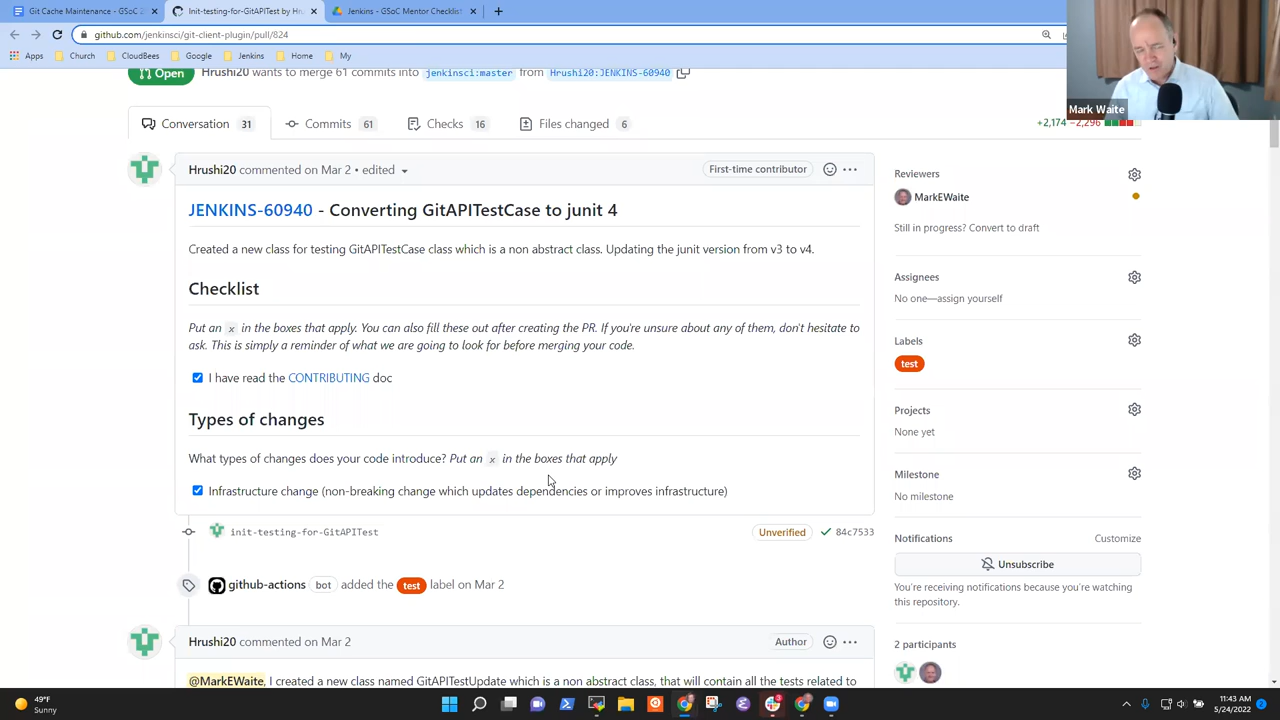 Git Cache Maintenance - GSoC 2
Init-testing-for-GitAPITest by Hr
Jenkins - GSoC Mentor Checklist
github.com/jenkinsci/git-client-plugin/pull/824
Apps
Church
CloudBees
Google
Jenkins
Home
My
Mark Waite
Open
Hrushi20 wants to merge 61 commits into jenkinsci:master from Hrushi20:JENKINS-60940
Conversation 31
Commits 61
Checks 16
Files changed 6
+2,174 −2,296
Hrushi20 commented on Mar 2 • edited
First-time contributor
JENKINS-60940 - Converting GitAPITestCase to junit 4
Created a new class for testing GitAPITestCase class which is a non abstract class. Updating the junit version from v3 to v4.
Checklist
Put an x in the boxes that apply. You can also fill these out after creating the PR. If you're unsure about any of them, don't hesitate to
ask. This is simply a reminder of what we are going to look for before merging your code.
I have read the CONTRIBUTING doc
Types of changes
What types of changes does your code introduce? Put an x in the boxes that apply
Infrastructure change (non-breaking change which updates dependencies or improves infrastructure)
init-testing-for-GitAPITest
Unverified
84c7533
github-actions bot added the test label on Mar 2
Hrushi20 commented on Mar 2
Author
@MarkEWaite, I created a new class named GitAPITestUpdate which is a non abstract class, that will contain all the tests related to
Reviewers
MarkEWaite
Still in progress? Convert to draft
Assignees
No one—assign yourself
Labels
test
Projects
None yet
Milestone
No milestone
Notifications
Customize
Unsubscribe
You're receiving notifications because you're watching
this repository.
2 participants
49°F
Sunny
11:43 AM
5/24/2022